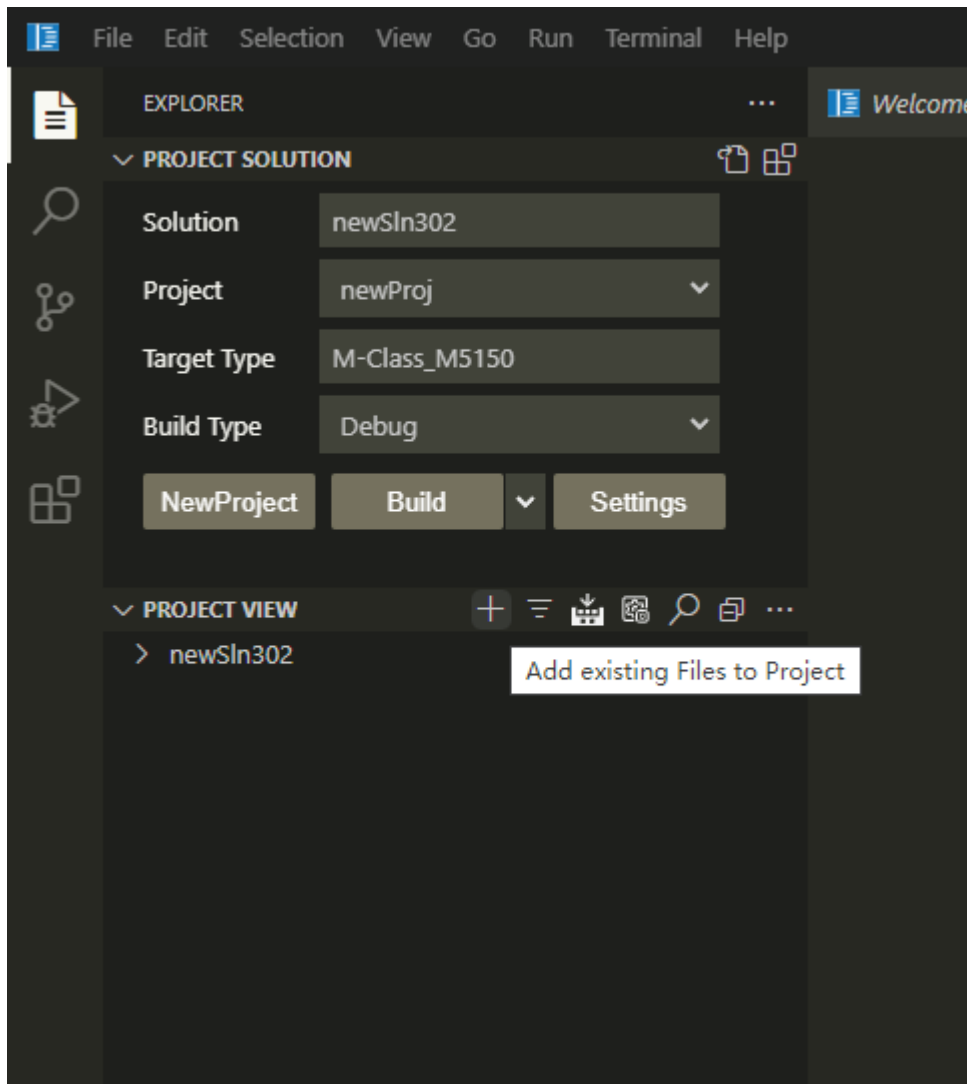 File Edit Selection View Go Run Terminal Help
EXPLORER
Welcome
PROJECT SOLUTION
Solution newSln302
Project newProj
Target Type M-Class_M5150
Build Type Debug
NewProject Build Settings
PROJECT VIEW
newSln302
Add existing Files to Project